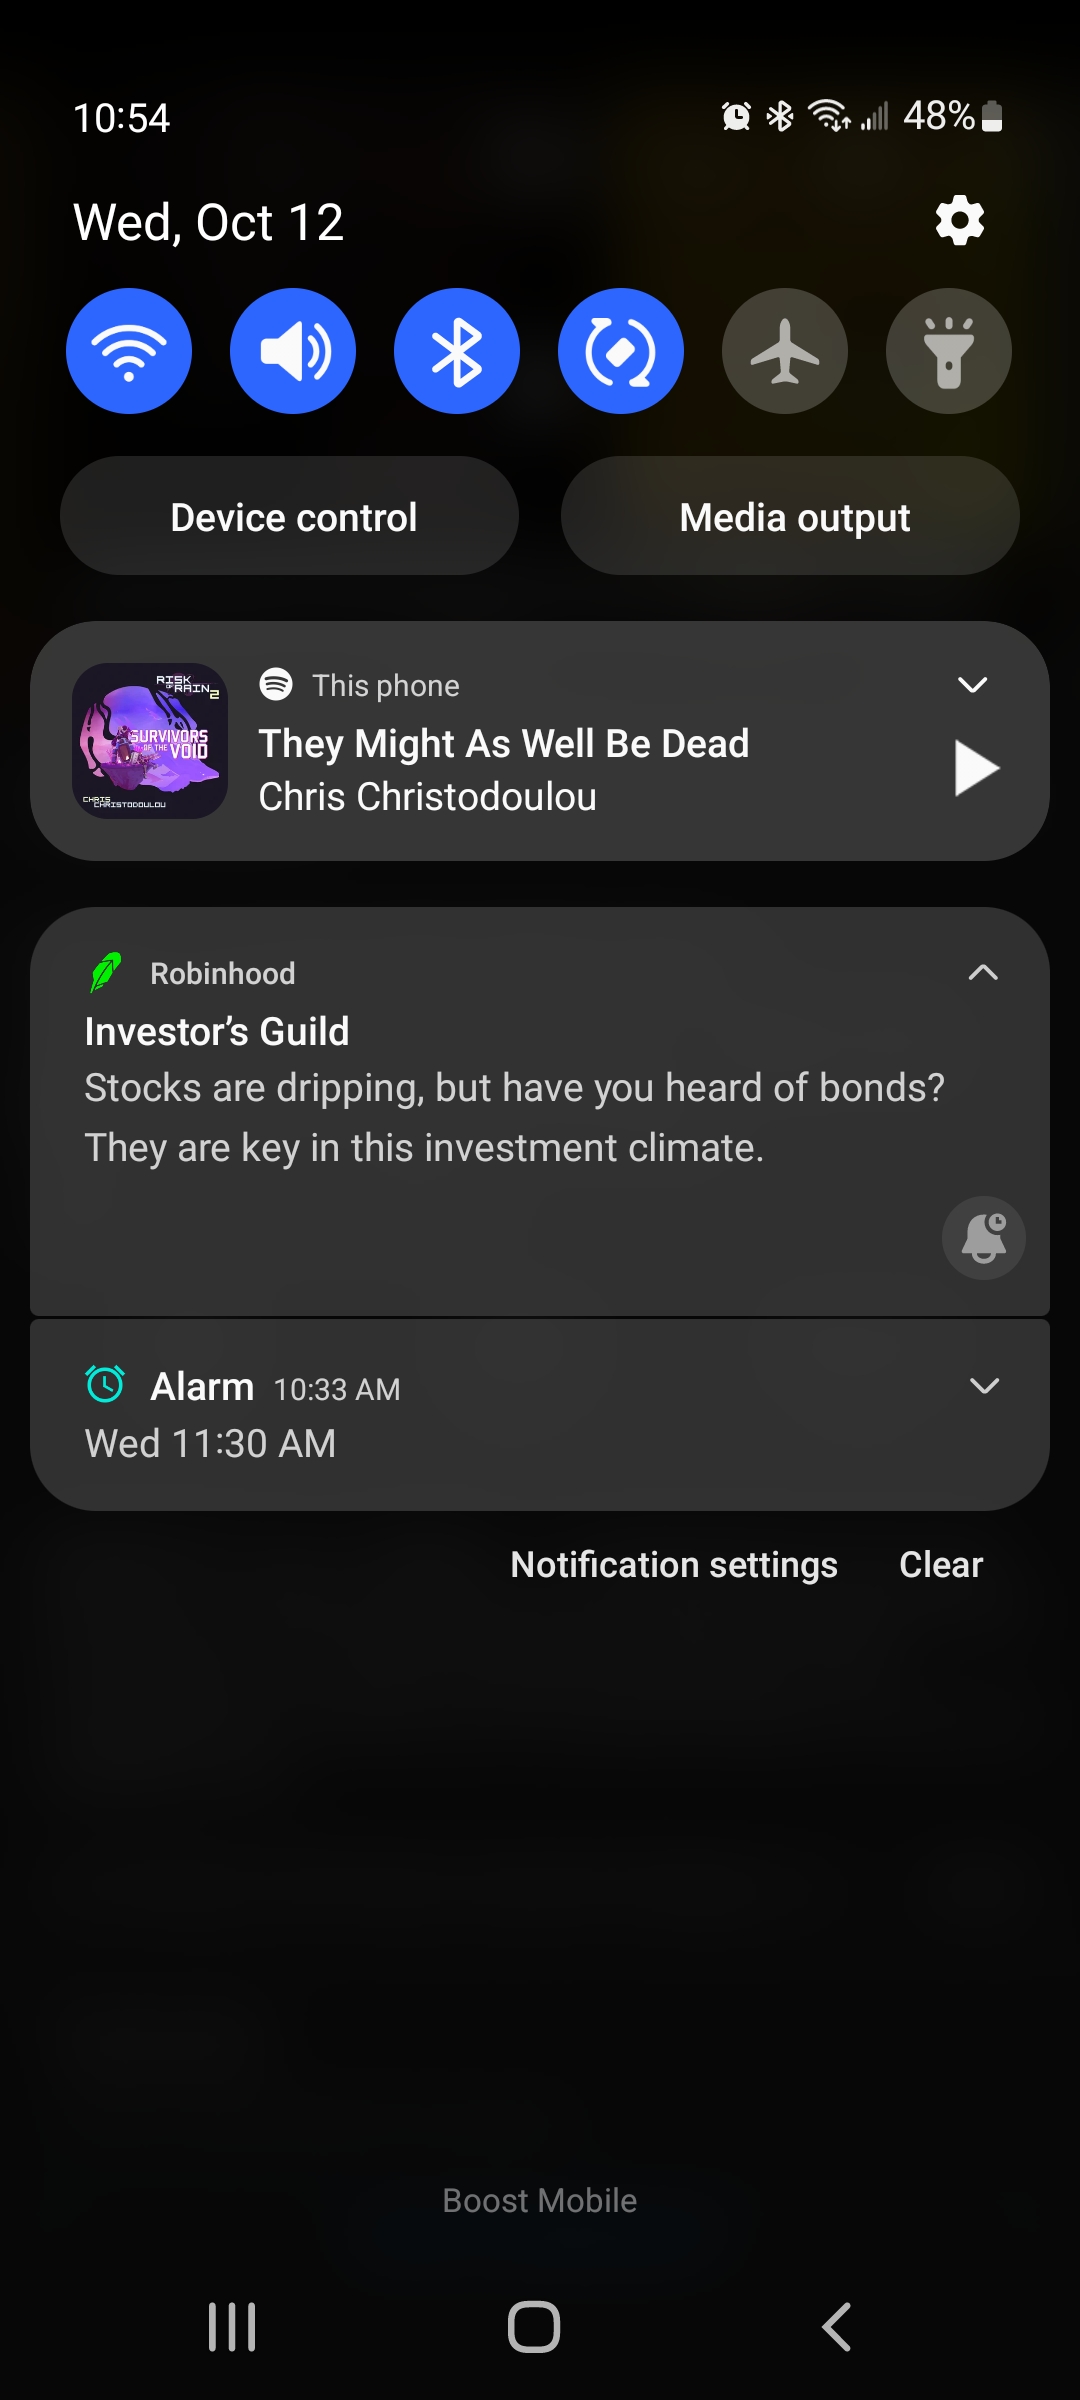 10:54
48%
Wed, Oct 12
Device control
Media output
RISK
OF RAIN 2
SURVIVORS
OF THE VOID
CHRIS
CHRISTODOULOU
This phone
They Might As Well Be Dead
Chris Christodoulou
Robinhood
Investor’s Guild
Stocks are dripping, but have you heard of bonds?
They are key in this investment climate.
Alarm 10:33 AM
Wed 11:30 AM
Notification settings
Clear
Boost Mobile